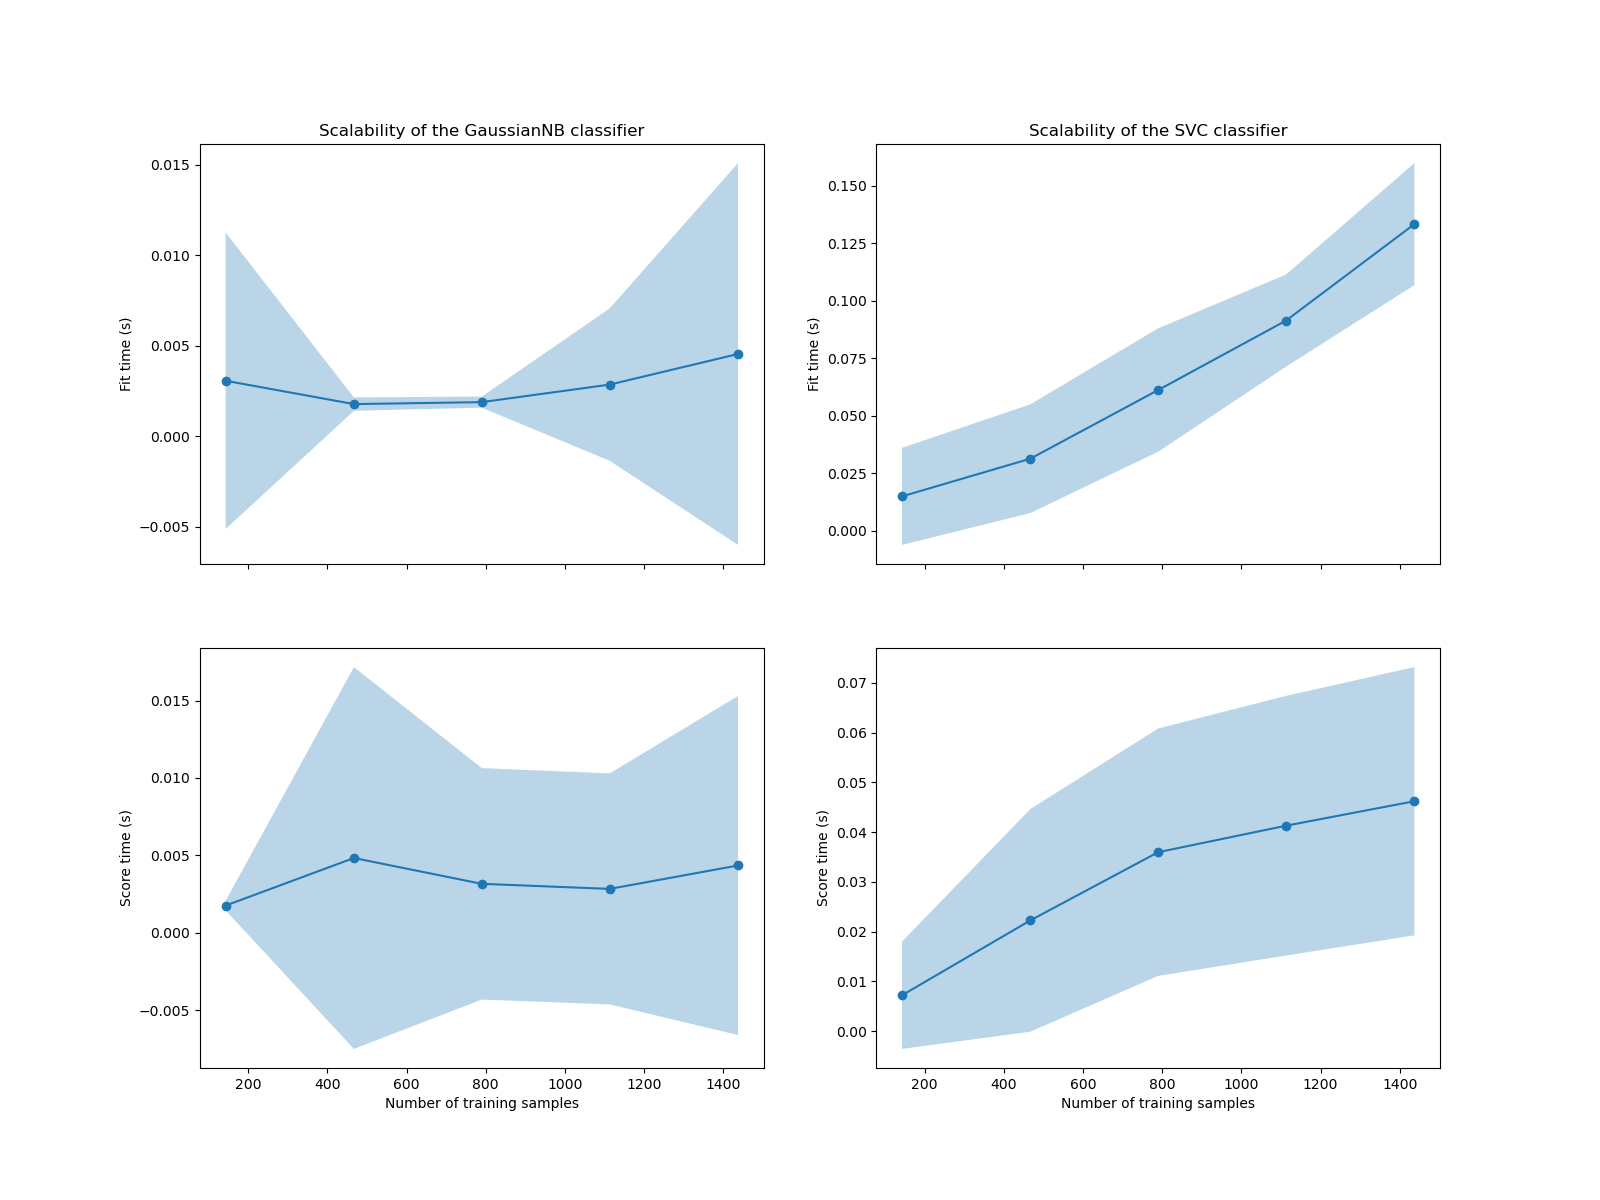 Scalability of the GaussianNB classifier
Fit time (s)
0.015
0.010
0.005
0.000
−0.005
Scalability of the SVC classifier
Fit time (s)
0.150
0.125
0.100
0.075
0.050
0.025
0.000
Score time (s)
0.015
0.010
0.005
0.000
−0.005
200 400 600 800 1000 1200 1400
Number of training samples
Score time (s)
0.07
0.06
0.05
0.04
0.03
0.02
0.01
0.00
200 400 600 800 1000 1200 1400
Number of training samples